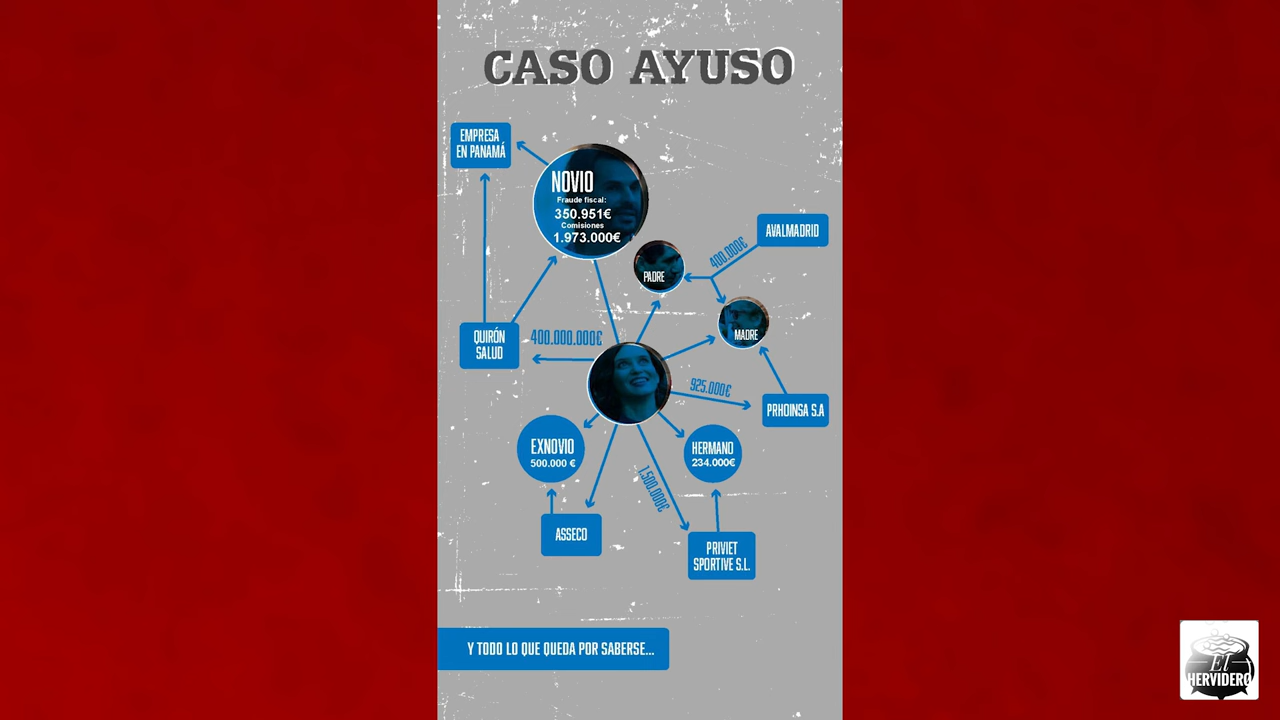 CASO AYUSO
EMPRESA
EN PANAMÁ
NOVIO
Fraude fiscal:
350.951€
Comisiones
1.973.000€
AVALMADRID
400.000€
PADRE
MADRE
QUIRÓN
SALUD
400.000.000€
925.000€
PRHOINSA S.A
EXNOVIO
500.000 €
HERMANO
234.000€
1.500.000€
ASSECO
PRIVIET
SPORTIVE S.L.
Y TODO LO QUE QUEDA POR SABERSE...
El
HERVIDERO